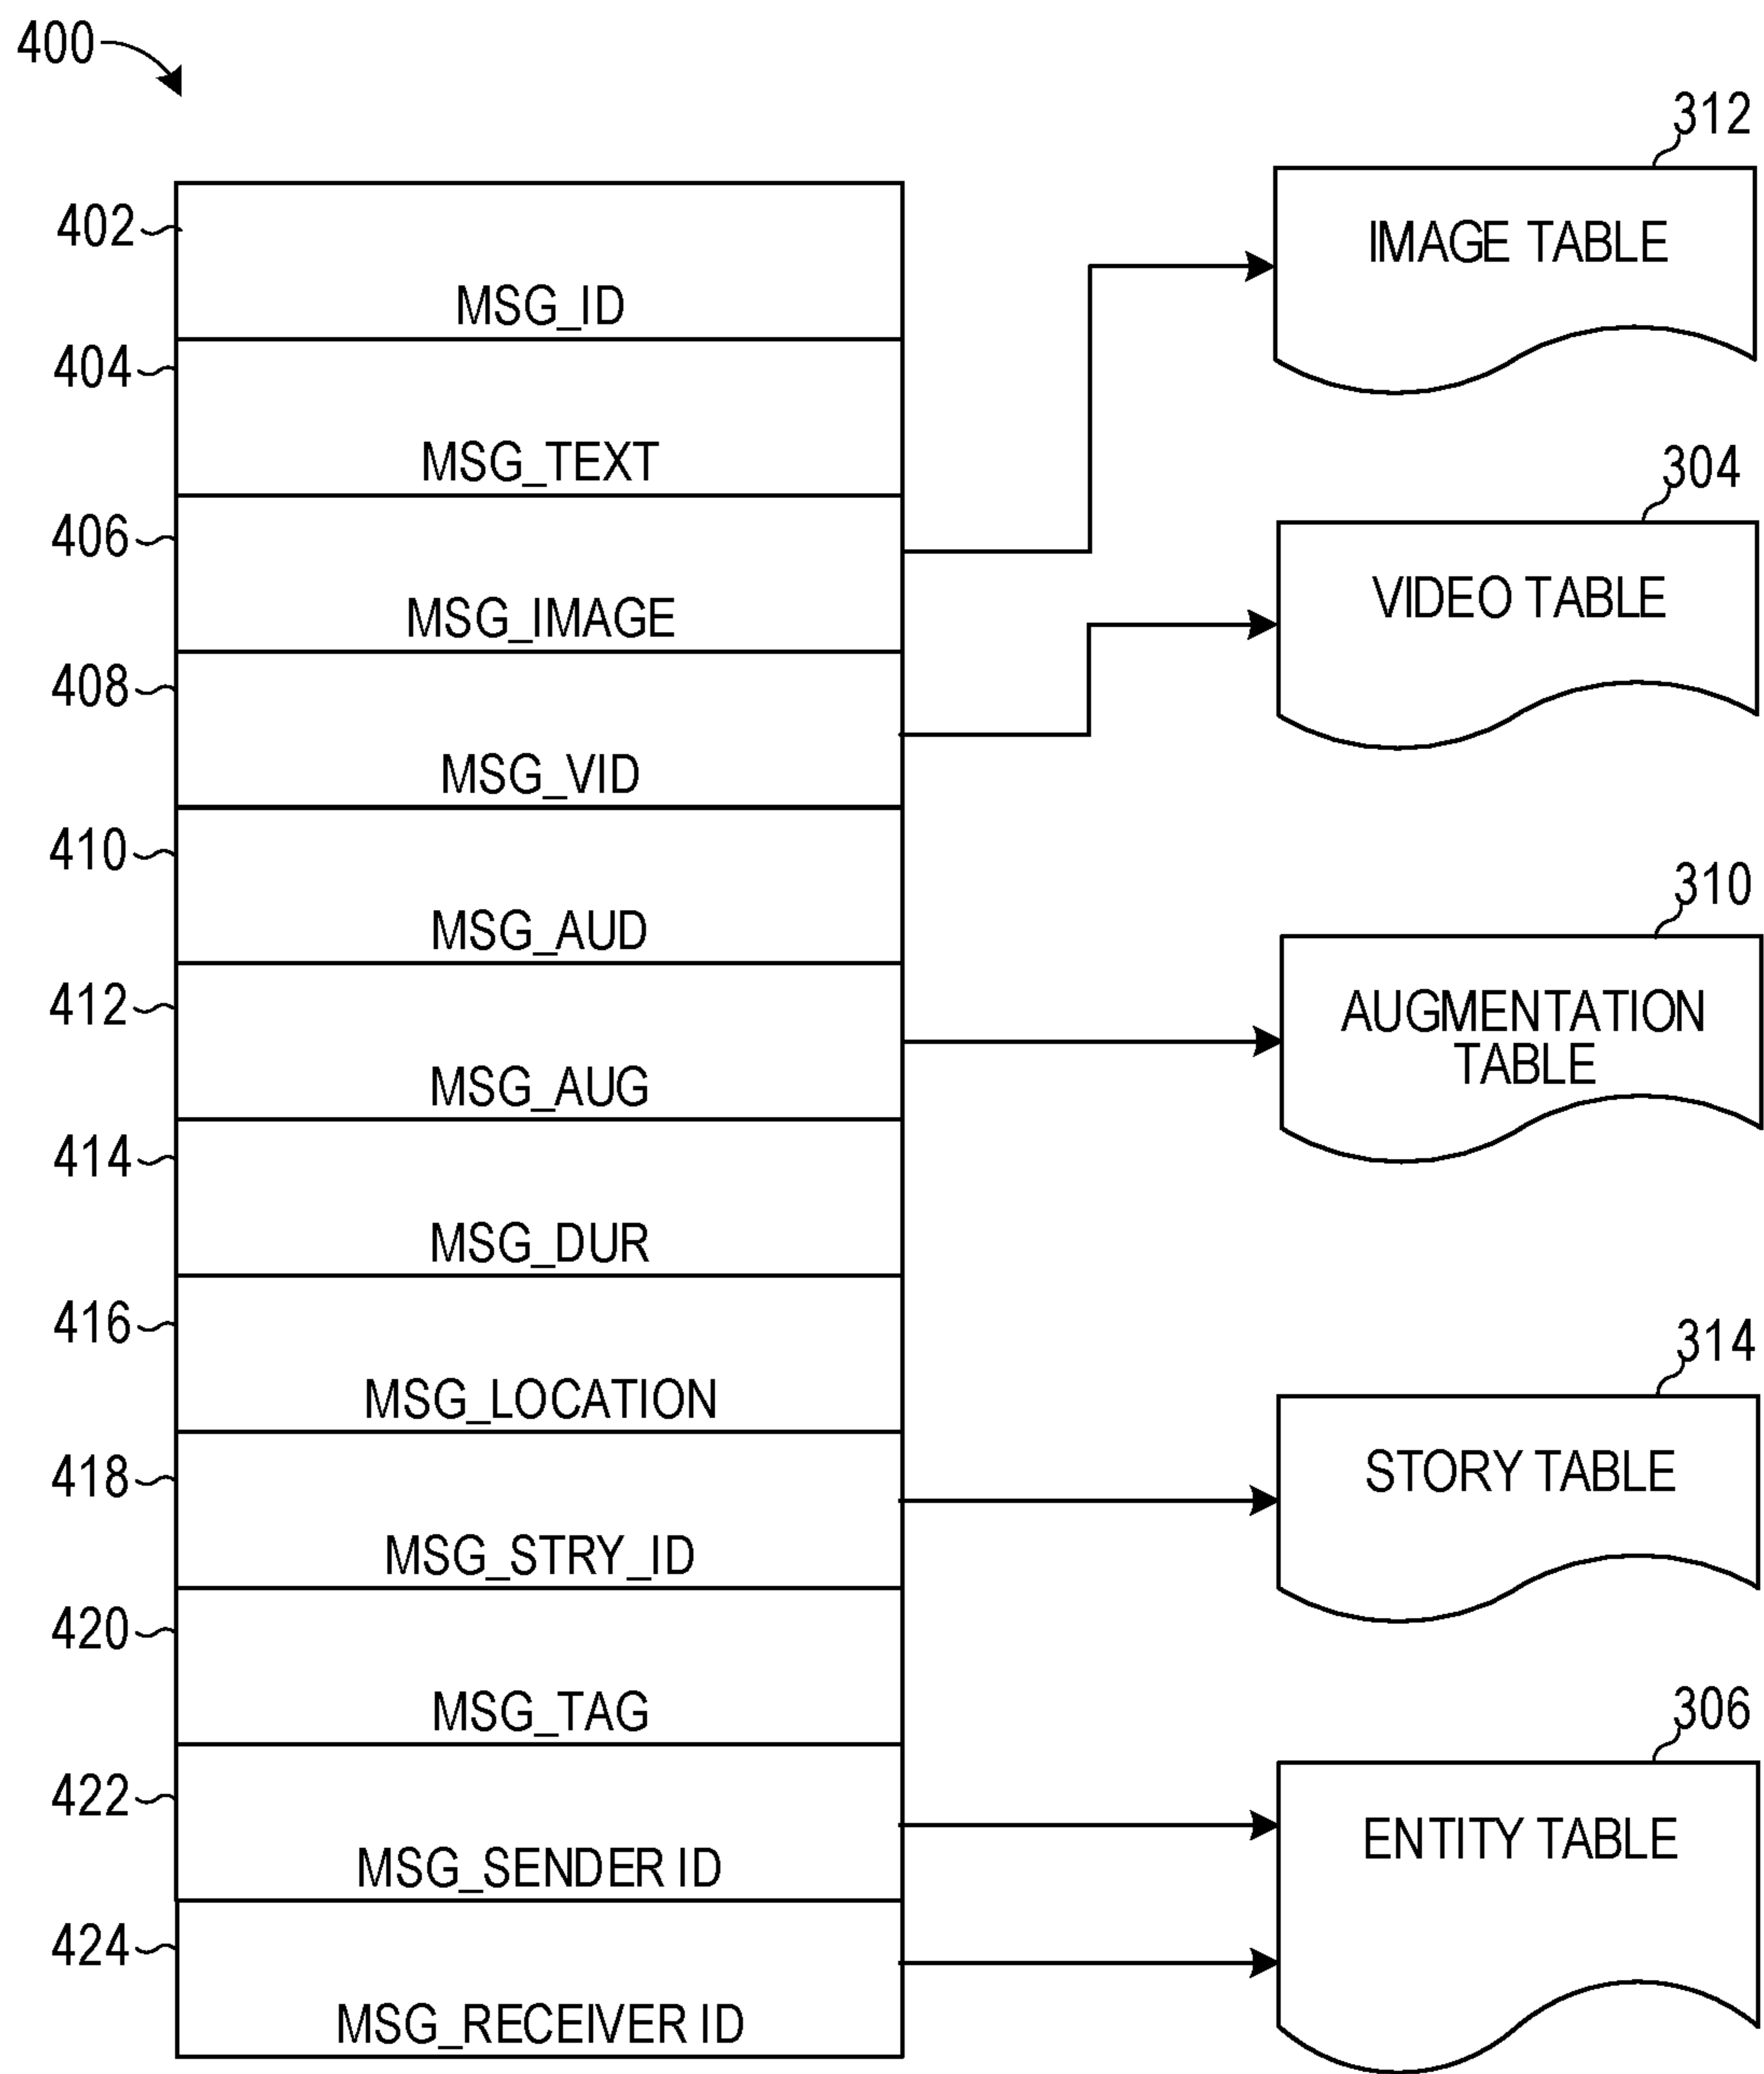 400
312
402
IMAGE TABLE
MSG_ID
404
MSG_TEXT
304
406
VIDEO TABLE
MSG_IMAGE
408
MSG_VID
410
310
MSG_AUD
412
AUGMENTATION
TABLE
MSG_AUG
414
MSG_DUR
416
314
MSG_LOCATION
418
STORY TABLE
MSG_STRY_ID
420
306
MSG_TAG
422
ENTITY TABLE
MSG_SENDER ID
424
MSG_RECEIVER ID